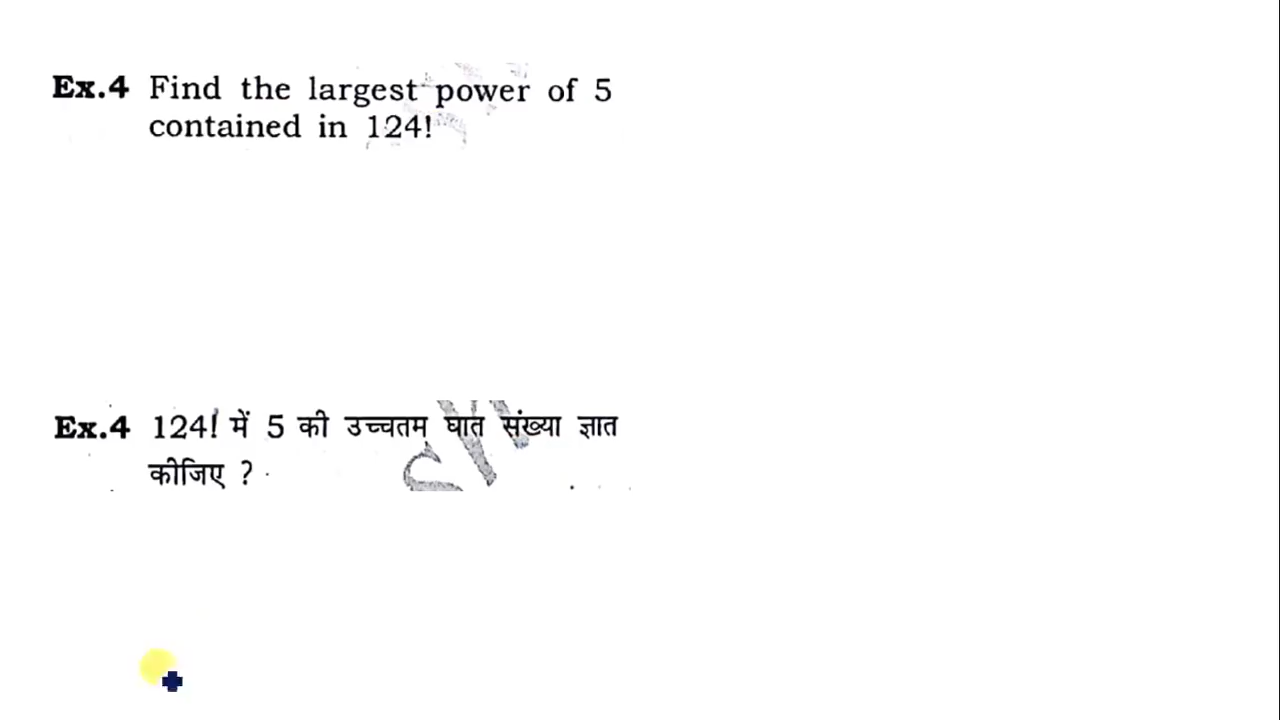 Ex.4 Find the largest power of 5
contained in 124!
Ex.4 124! में 5 की उच्चतम घात संख्या ज्ञात
कीजिए ?